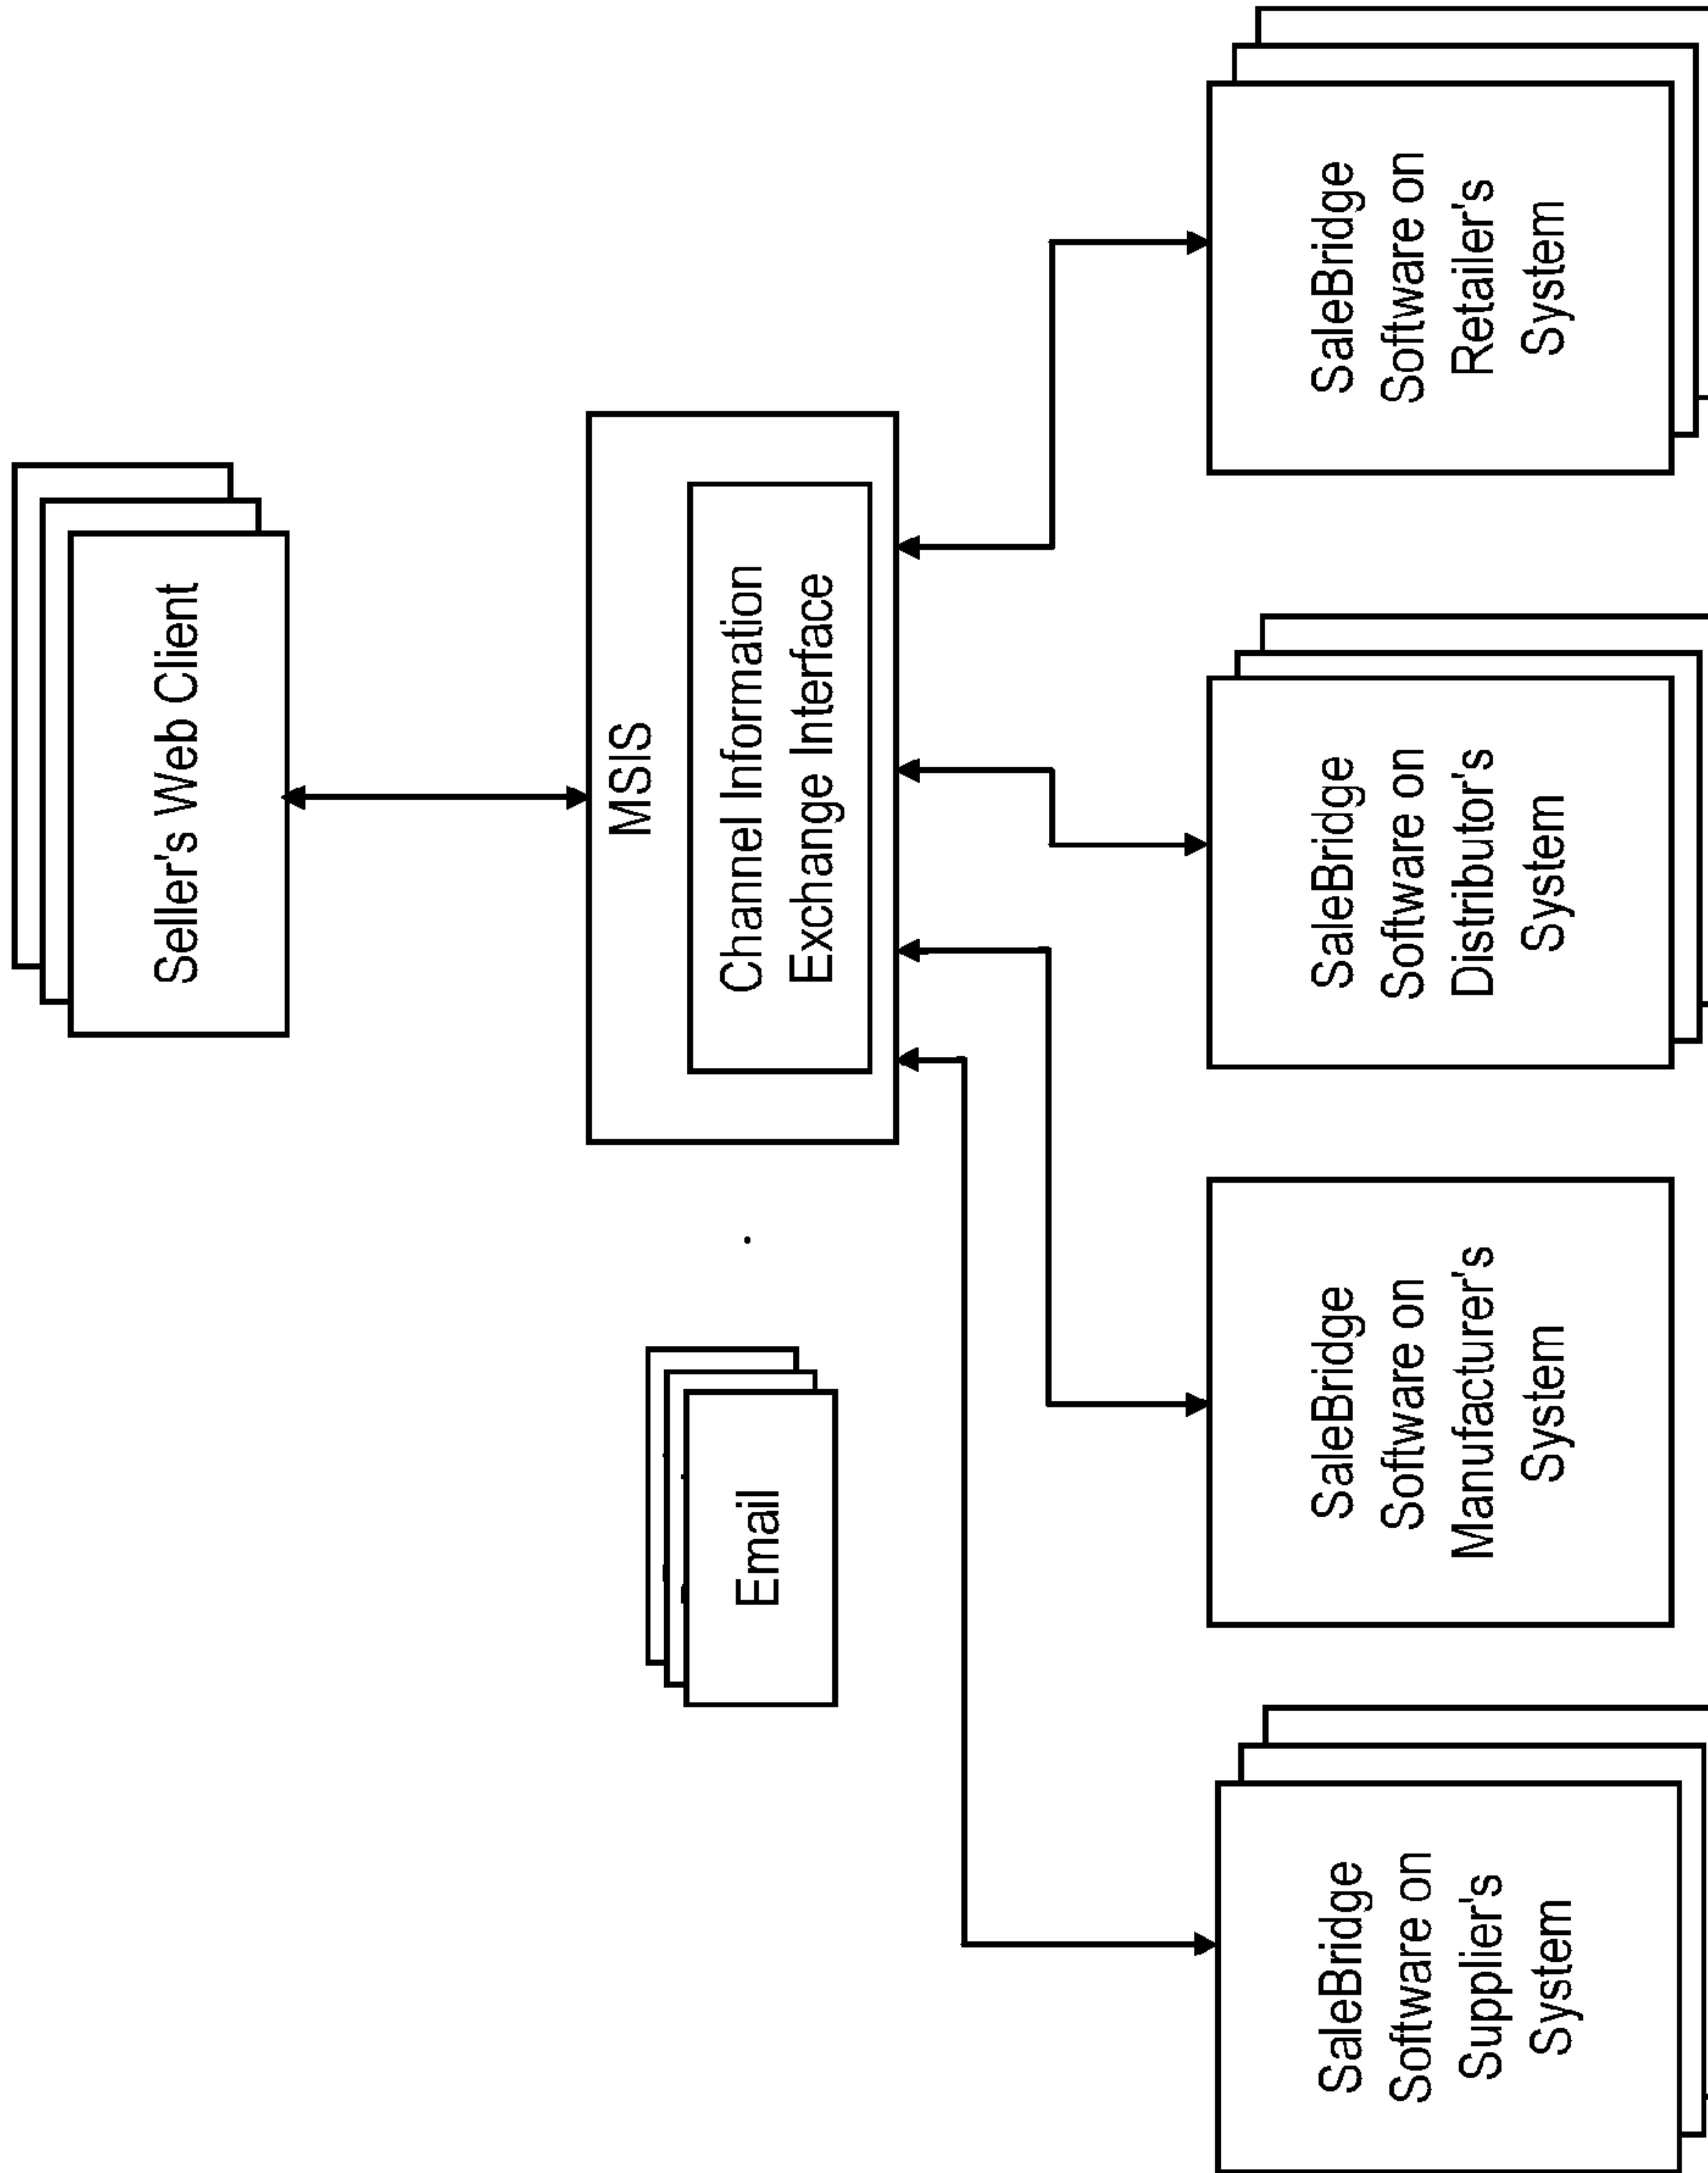 Seller's Web Client
MSIS
Channel Information
Exchange Interface
Email
SaleBridge
Software on
Supplier's
System
SaleBridge
Software on
Manufacturer's
System
SaleBridge
Software on
Distributor's
System
SaleBridge
Software on
Retailer's
System